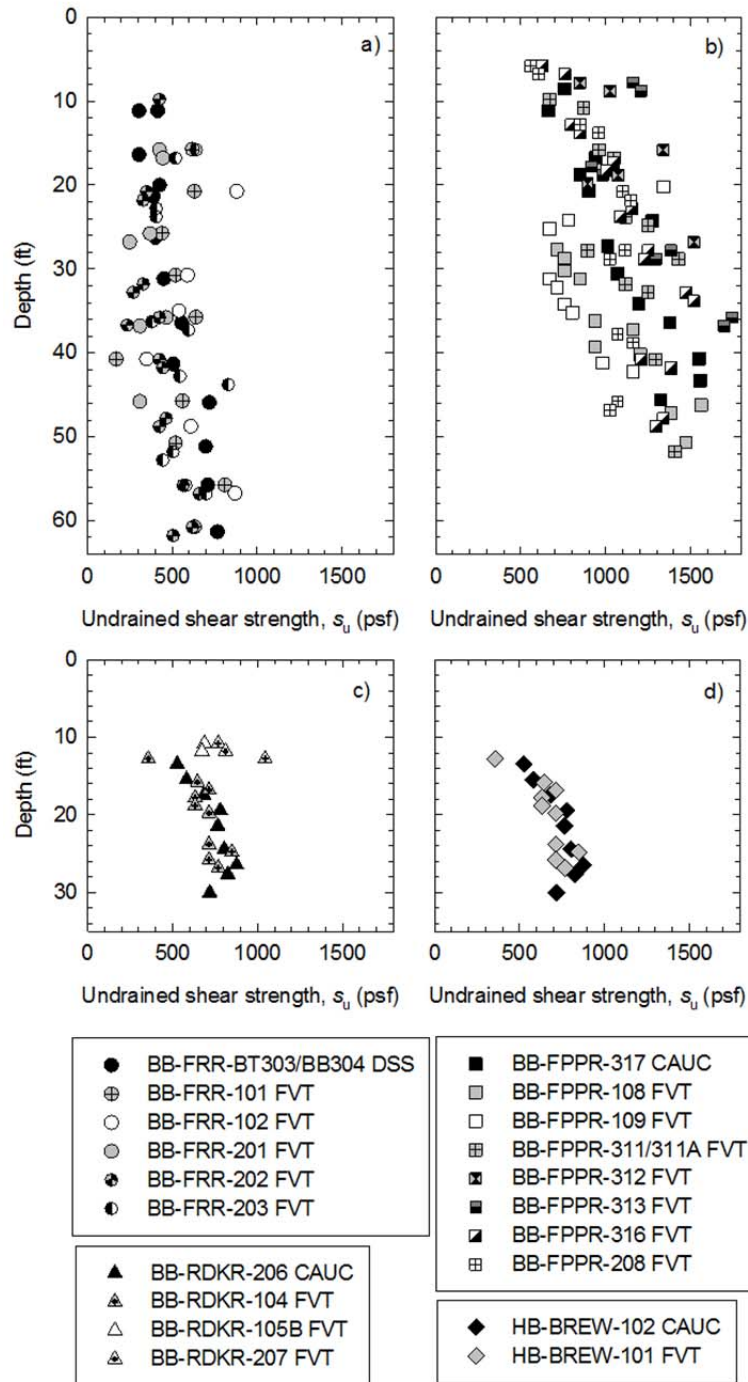 a)
0
10
20
30
40
50
60
Depth (ft)
0 500 1000 1500
Undrained shear strength, su (psf)
b)
0 500 1000 1500
Undrained shear strength, su (psf)
c)
0
10
20
30
Depth (ft)
0 500 1000 1500
Undrained shear strength, su (psf)
d)
0 500 1000 1500
Undrained shear strength, su (psf)
BB-FRR-BT303/BB304 DSS
BB-FRR-101 FVT
BB-FRR-102 FVT
BB-FRR-201 FVT
BB-FRR-202 FVT
BB-FRR-203 FVT
BB-RDKR-206 CAUC
BB-RDKR-104 FVT
BB-RDKR-105B FVT
BB-RDKR-207 FVT
BB-FPPR-317 CAUC
BB-FPPR-108 FVT
BB-FPPR-109 FVT
BB-FPPR-311/311A FVT
BB-FPPR-312 FVT
BB-FPPR-313 FVT
BB-FPPR-316 FVT
BB-FPPR-208 FVT
HB-BREW-102 CAUC
HB-BREW-101 FVT